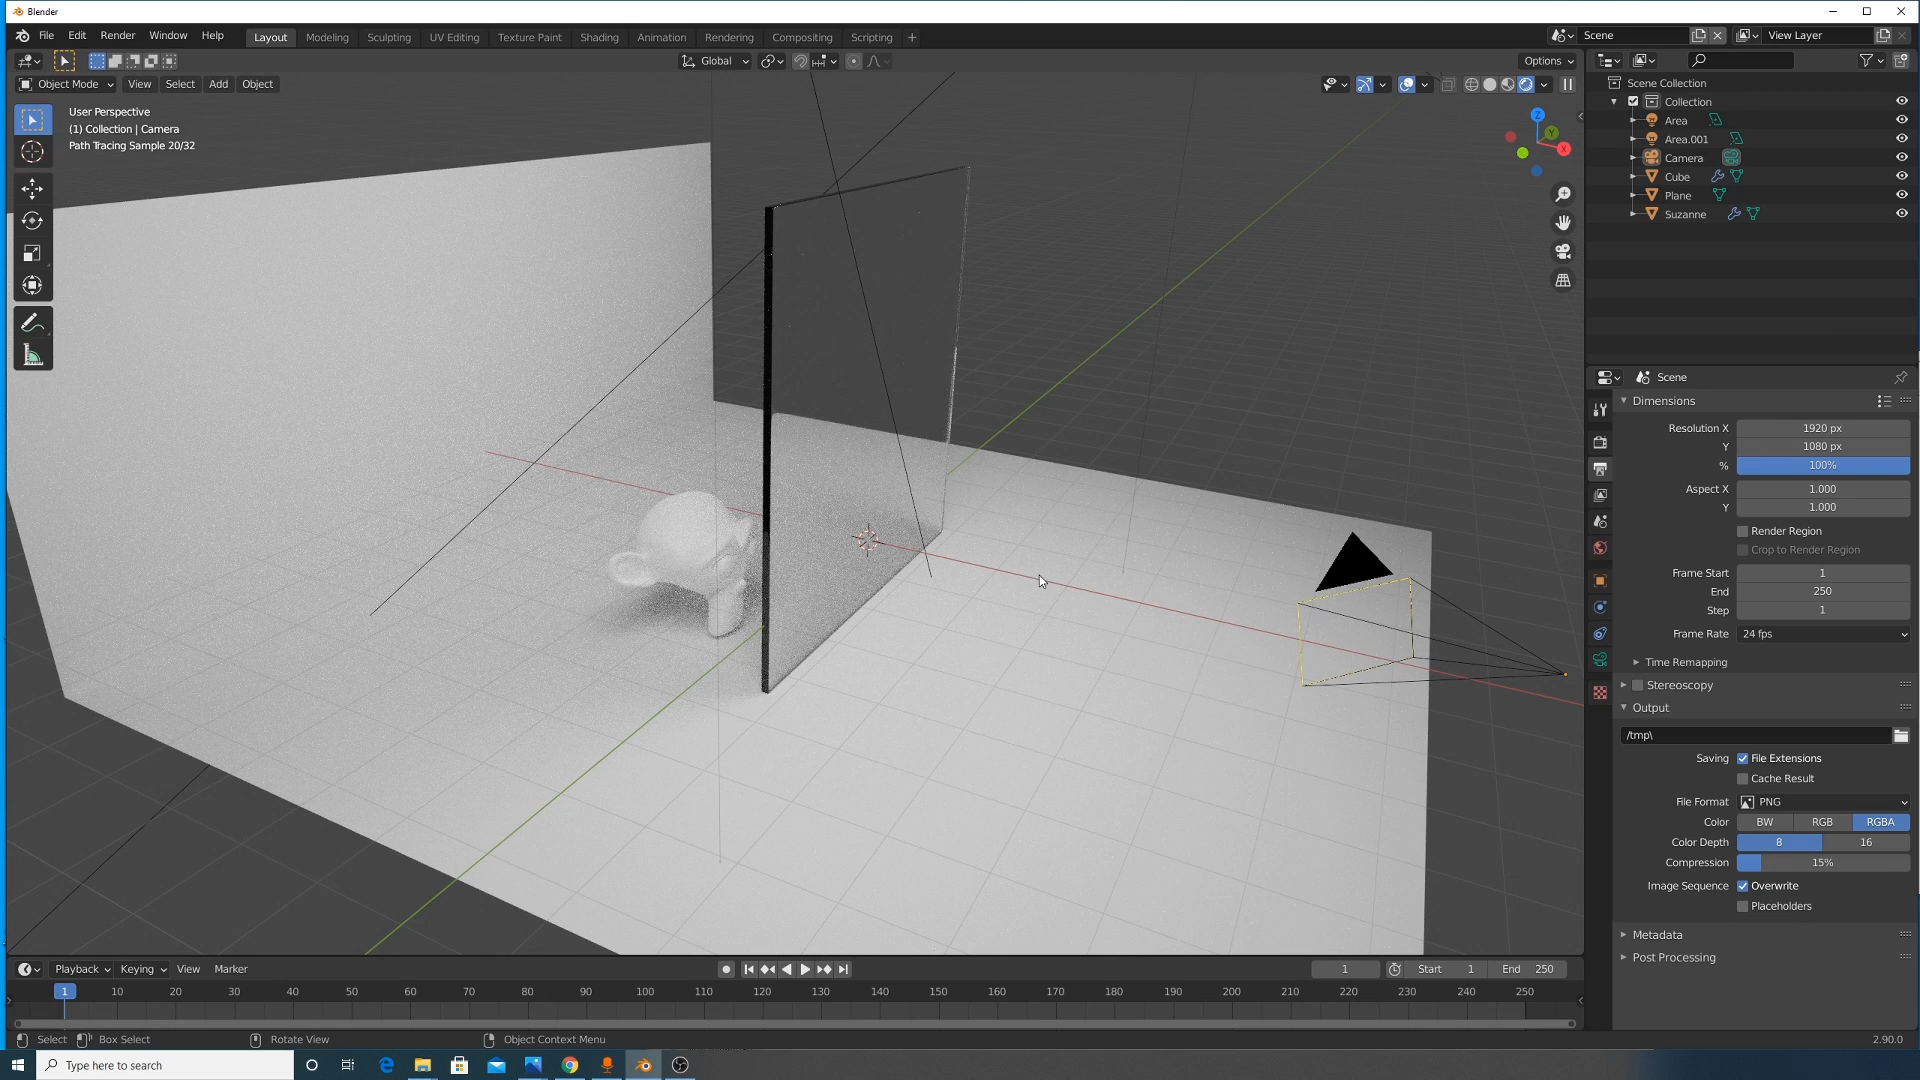 Blender
File Edit Render Window Help
Layout Modeling Sculpting UV Editing Texture Paint Shading Animation Rendering Compositing Scripting +
Scene
View Layer
Global
Options
Object Mode View Select Add Object
User Perspective
(1) Collection | Camera
Path Tracing Sample 20/32
Z
Y
X
Scene Collection
Collection
Area
Area.001
Camera
Cube
Plane
Suzanne
Scene
Dimensions
Resolution X 1920 px
Y 1080 px
% 100%
Aspect X 1.000
Y 1.000
Render Region
Crop to Render Region
Frame Start 1
End 250
Step 1
Frame Rate 24 fps
Time Remapping
Stereoscopy
Output
/tmp\
Saving File Extensions
Cache Result
File Format PNG
Color BW RGB RGBA
Color Depth 8 16
Compression 15%
Image Sequence Overwrite
Placeholders
Metadata
Post Processing
Playback Keying View Marker
1 Start 1 End 250
1 10 20 30 40 50 60 70 80 90 100 110 120 130 140 150 160 170 180 190 200 210 220 230 240 250
Select Box Select Rotate View Object Context Menu 2.90.0
Type here to search